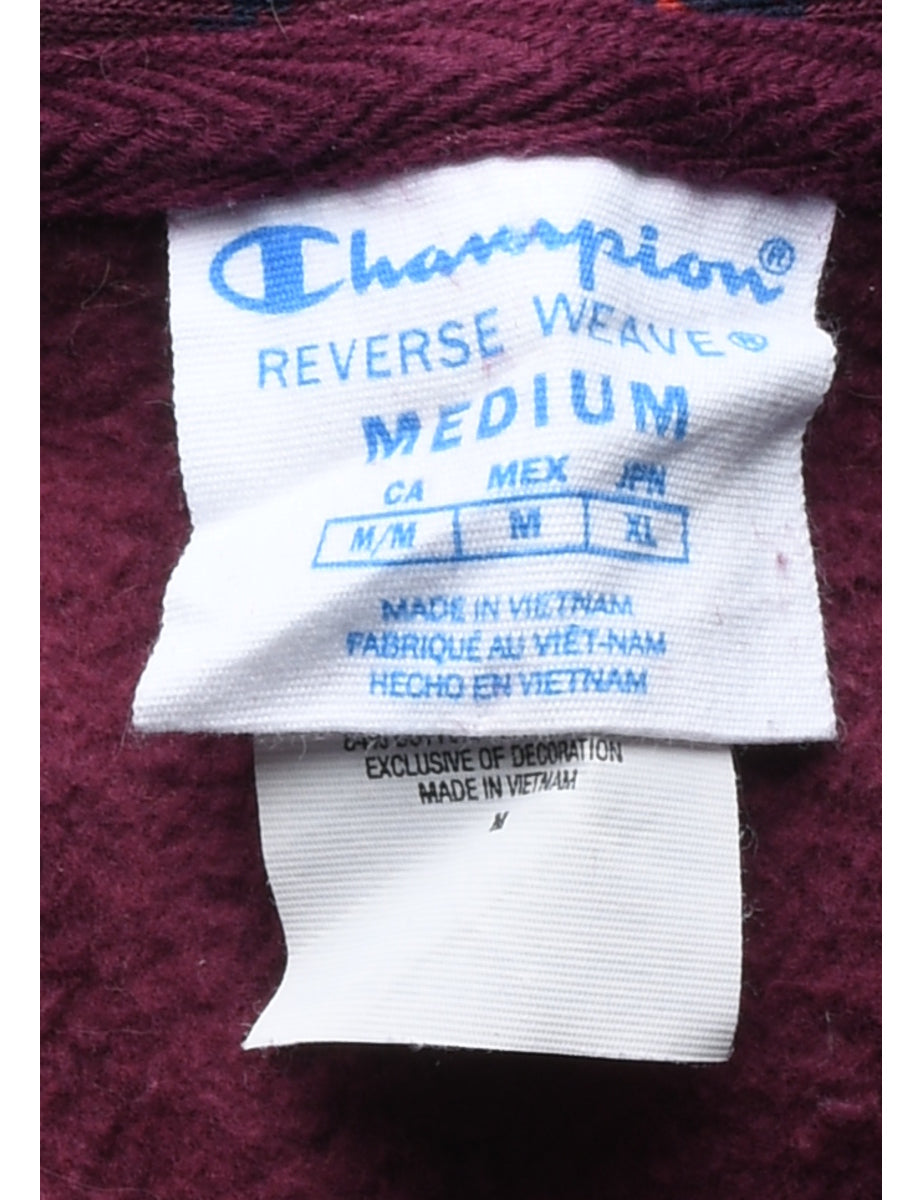 Champion®
REVERSE WEAVE®
MEDIUM
CA MEX JPN
M/M M XL
MADE IN VIETNAM
FABRIQUÉ AU VIÊT-NAM
HECHO EN VIETNAM
EXCLUSIVE OF DECORATION
MADE IN VIETNAM
M